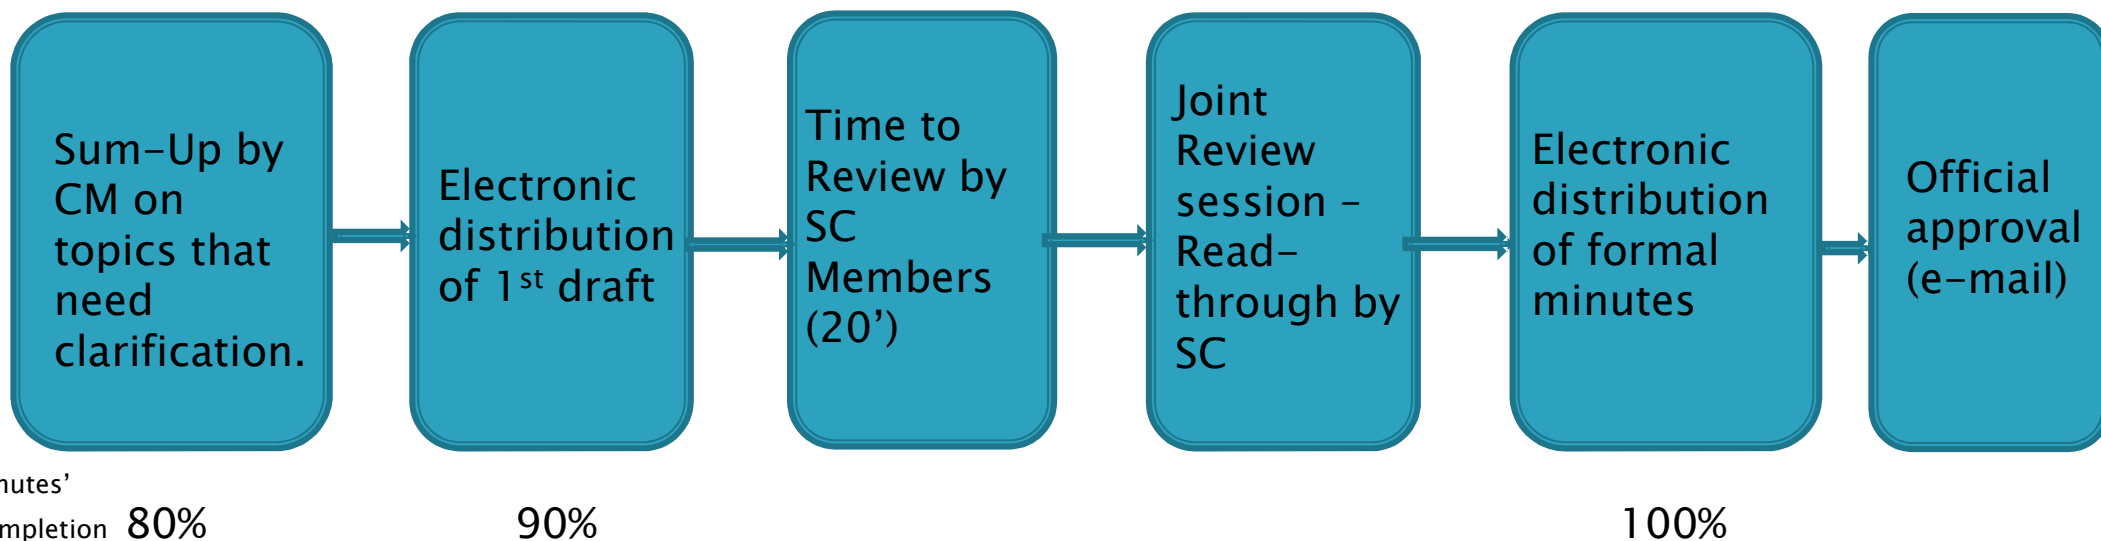 Sum-Up by
CM on
topics that
need
clarification.
Electronic
distribution
of 1st draft
Time to
Review by
SC
Members
(20’)
Joint
Review
session -
Read-
through by
SC
Electronic
distribution
of formal
minutes
Official
approval
(e-mail)
nutes’
mpletion 80%
90%
100%